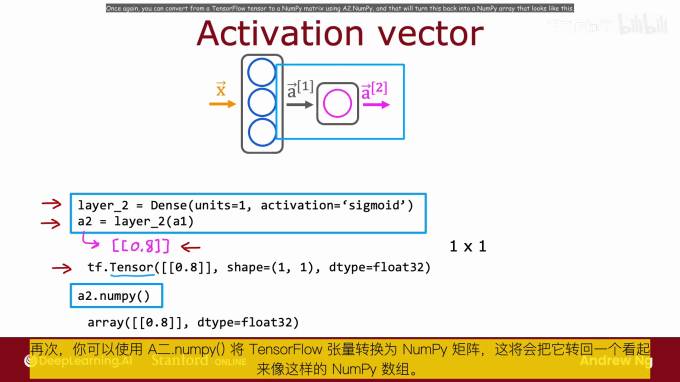 Once again, you can convert from a TensorFlow tensor to a NumPy matrix using A2.NumPy, and that will turn this back into a NumPy array that looks like this.
bilibili
Activation vector
x⃗
a⃗[1]
a⃗[2]
layer_2 = Dense(units=1, activation=‘sigmoid’)
a2 = layer_2(a1)
[[0.8]]
1 x 1
tf.Tensor([[0.8]], shape=(1, 1), dtype=float32)
a2.numpy()
array([[0.8]], dtype=float32)
再次，你可以使用 A二.numpy() 将 TensorFlow 张量转换为 NumPy 矩阵，这将会把它转回一个看起
来像这样的 NumPy 数组。
DeepLearning.AI Stanford ONLINE Andrew Ng